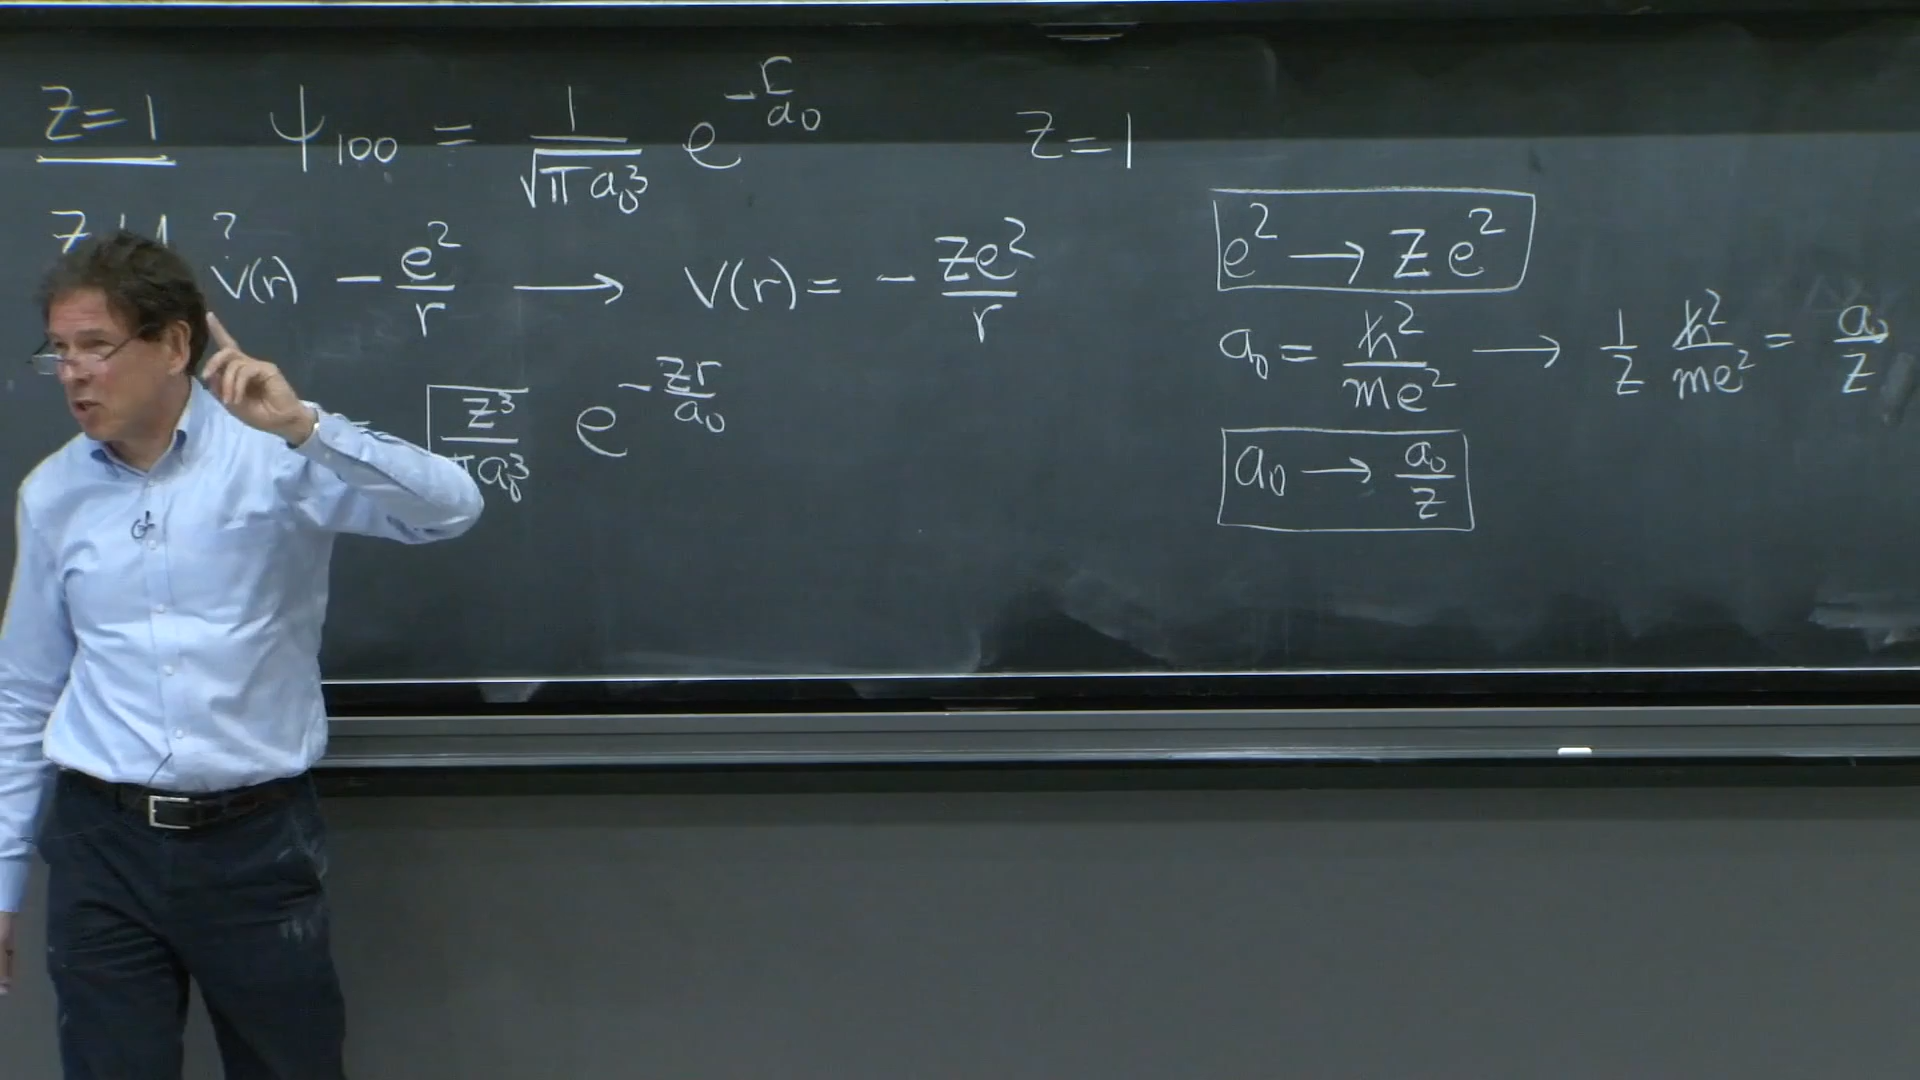 Z=1 ψ₁₀₀ = 1/√(πa₀³) e^(-r/a₀) Z=1
? V(r) - e²/r → V(r) = - Ze²/r
e² → Ze²
a₀ = ħ²/me² → 1/Z ħ²/me² = a₀/Z
= √(Z³/πa₀³) e^(-Zr/a₀)
a₀ → a₀/Z